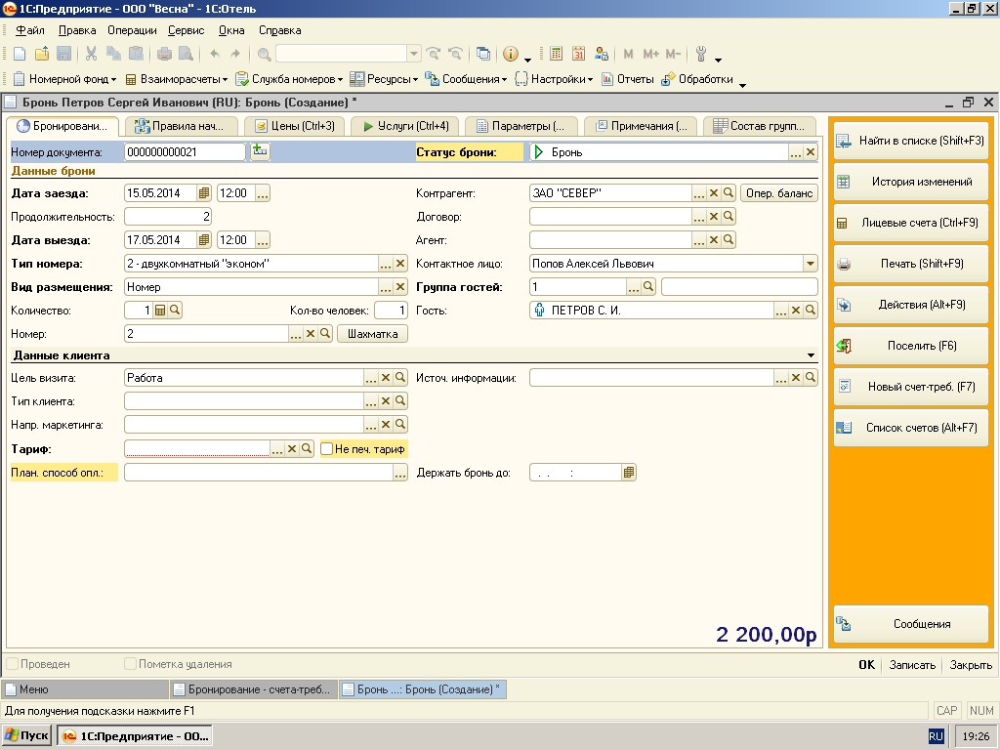 1С:Предприятие - ООО "Весна" - 1С:Отель
Файл Правка Операции Сервис Окна Справка
M M+ M-
Номерной фонд Взаиморасчеты Служба номеров Ресурсы Сообщения Настройки Отчеты Обработки
Бронь Петров Сергей Иванович (RU): Бронь (Создание) *
Бронировани... Правила нач... Цены (Ctrl+3) Услуги (Ctrl+4) Параметры (... Примечания (... Состав групп...
Номер документа: 000000000021 Статус брони: Бронь ...
Данные брони
Дата заезда: 15.05.2014 12:00 ... Контрагент: ЗАО "СЕВЕР" ... Опер. баланс
Продолжительность: 2 Договор: ...
Дата выезда: 17.05.2014 12:00 ... Агент: ...
Тип номера: 2 - двухкомнатный "эконом" ... Контактное лицо: Попов Алексей Львович
Вид размещения: Номер ... Группа гостей: 1 ...
Количество: 1 Кол-во человек: 1 Гость: ПЕТРОВ С. И. ...
Номер: 2 ... Шахматка
Данные клиента
Цель визита: Работа ... Источ. информации: ...
Тип клиента: ...
Напр. маркетинга: ...
Тариф: ... Не печ. тариф
План. способ опл.: ... Держать бронь до: . . :
2 200,00р
Найти в списке (Shift+F3)
История изменений
Лицевые счета (Ctrl+F9)
Печать (Shift+F9)
Действия (Alt+F9)
Поселить (F6)
Новый счет-треб. (F7)
Список счетов (Alt+F7)
Сообщения
Проведен Пометка удаления OK Записать Закрыть
Меню Бронирование - счета-треб... Бронь ...: Бронь (Создание) *
Для получения подсказки нажмите F1 CAP NUM
Пуск 1С:Предприятие - ОО... RU 19:26